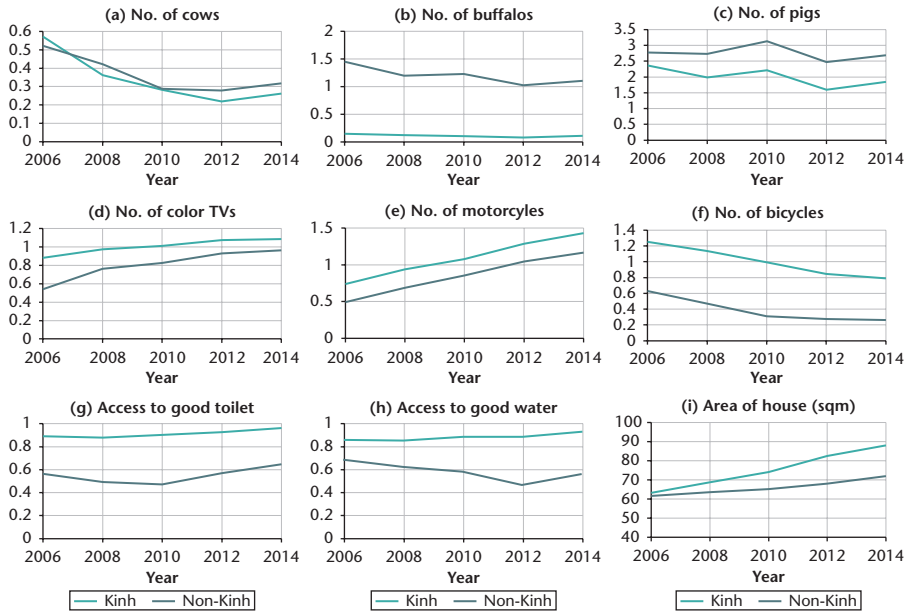 (a) No. of cows
0.6
0.5
0.4
0.3
0.2
0.1
0
2006 2008 2010 2012 2014
Year
(b) No. of buffalos
2
1.5
1
0.5
0
2006 2008 2010 2012 2014
Year
(c) No. of pigs
3.5
3
2.5
2
1.5
1
0.5
0
2006 2008 2010 2012 2014
Year
(d) No. of color TVs
1.2
1
0.8
0.6
0.4
0.2
0
2006 2008 2010 2012 2014
Year
(e) No. of motorcyles
1.5
1
0.5
0
2006 2008 2010 2012 2014
Year
(f) No. of bicycles
1.4
1.2
1
0.8
0.6
0.4
0.2
0
2006 2008 2010 2012 2014
Year
(g) Access to good toilet
1
0.8
0.6
0.4
0.2
0
2006 2008 2010 2012 2014
Year
Kinh Non-Kinh
(h) Access to good water
1
0.8
0.6
0.4
0.2
0
2006 2008 2010 2012 2014
Year
Kinh Non-Kinh
(i) Area of house (sqm)
100
90
80
70
60
50
40
2006 2008 2010 2012 2014
Year
Kinh Non-Kinh